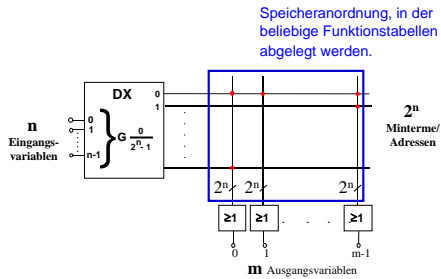 Speicheranordnung, in der
beliebige Funktionstabellen
abgelegt werden.
DX
0
1
n
Eingangs-
variablen
0
1
n-1
G 0
2ⁿ- 1
2ⁿ
Minterme/
Adressen
2ⁿ 2ⁿ 2ⁿ
≥1 ≥1 . . . ≥1
0 1 m-1
m Ausgangsvariablen